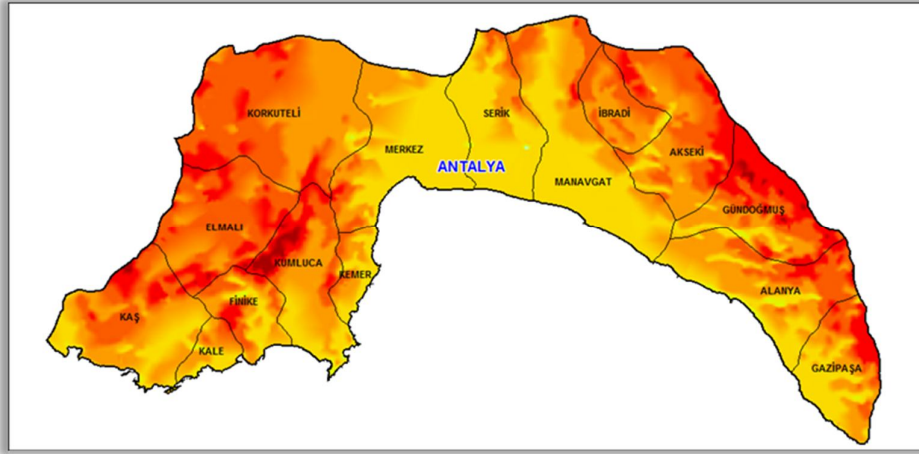 KORKUTELİ
MERKEZ
SERİK
İBRADİ
AKSEKİ
ANTALYA
MANAVGAT
GÜNDOĞMUŞ
ELMALI
KUMLUCA
KEMER
ALANYA
FİNİKE
KAŞ
KALE
GAZİPAŞA